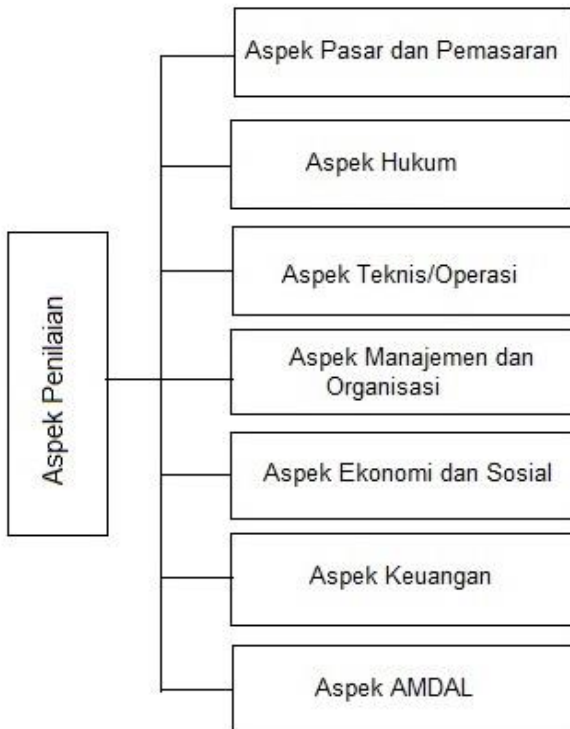 Aspek Penilaian
Aspek Pasar dan Pemasaran
Aspek Hukum
Aspek Teknis/Operasi
Aspek Manajemen dan
Organisasi
Aspek Ekonomi dan Sosial
Aspek Keuangan
Aspek AMDAL